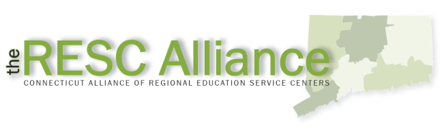 the RESC Alliance
CONNECTICUT ALLIANCE OF REGIONAL EDUCATION SERVICE CENTERS